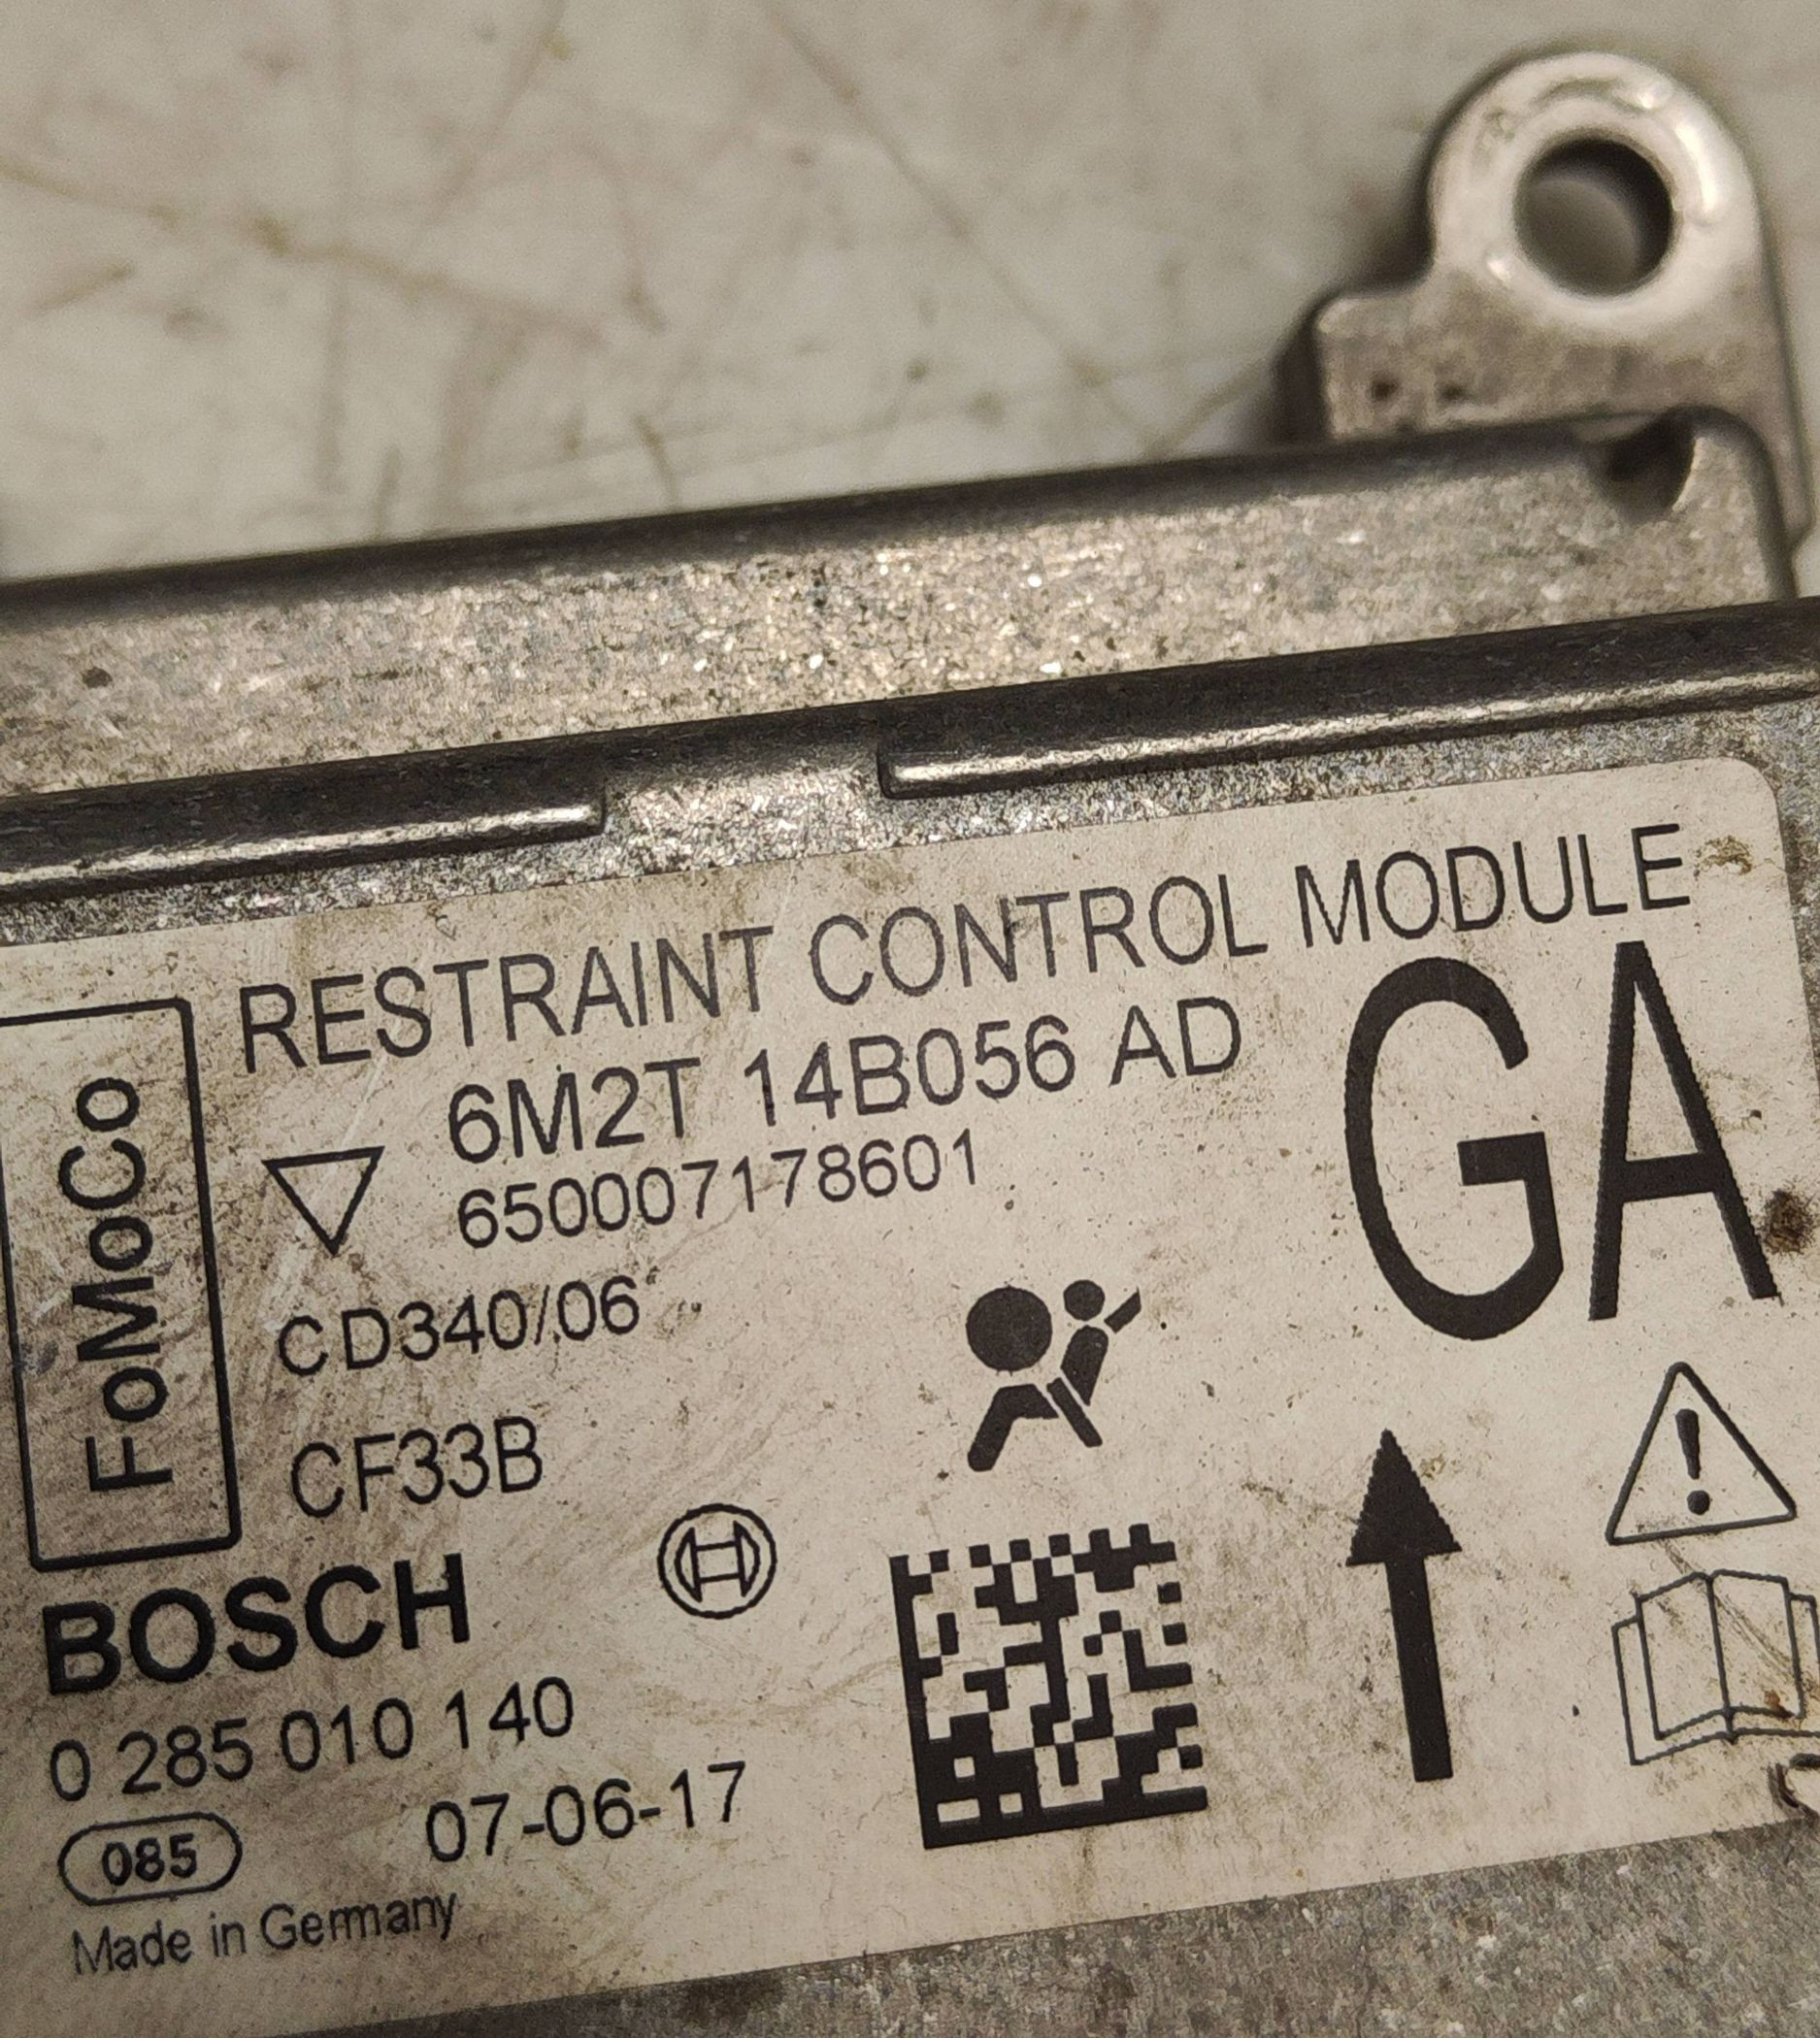 RESTRAINT CONTROL MODULE
6M2T 14B056 AD
GA
650007178601
FoMoCo
CD340/06
CF33B
BOSCH
0 285 010 140
085
07-06-17
Made in Germany